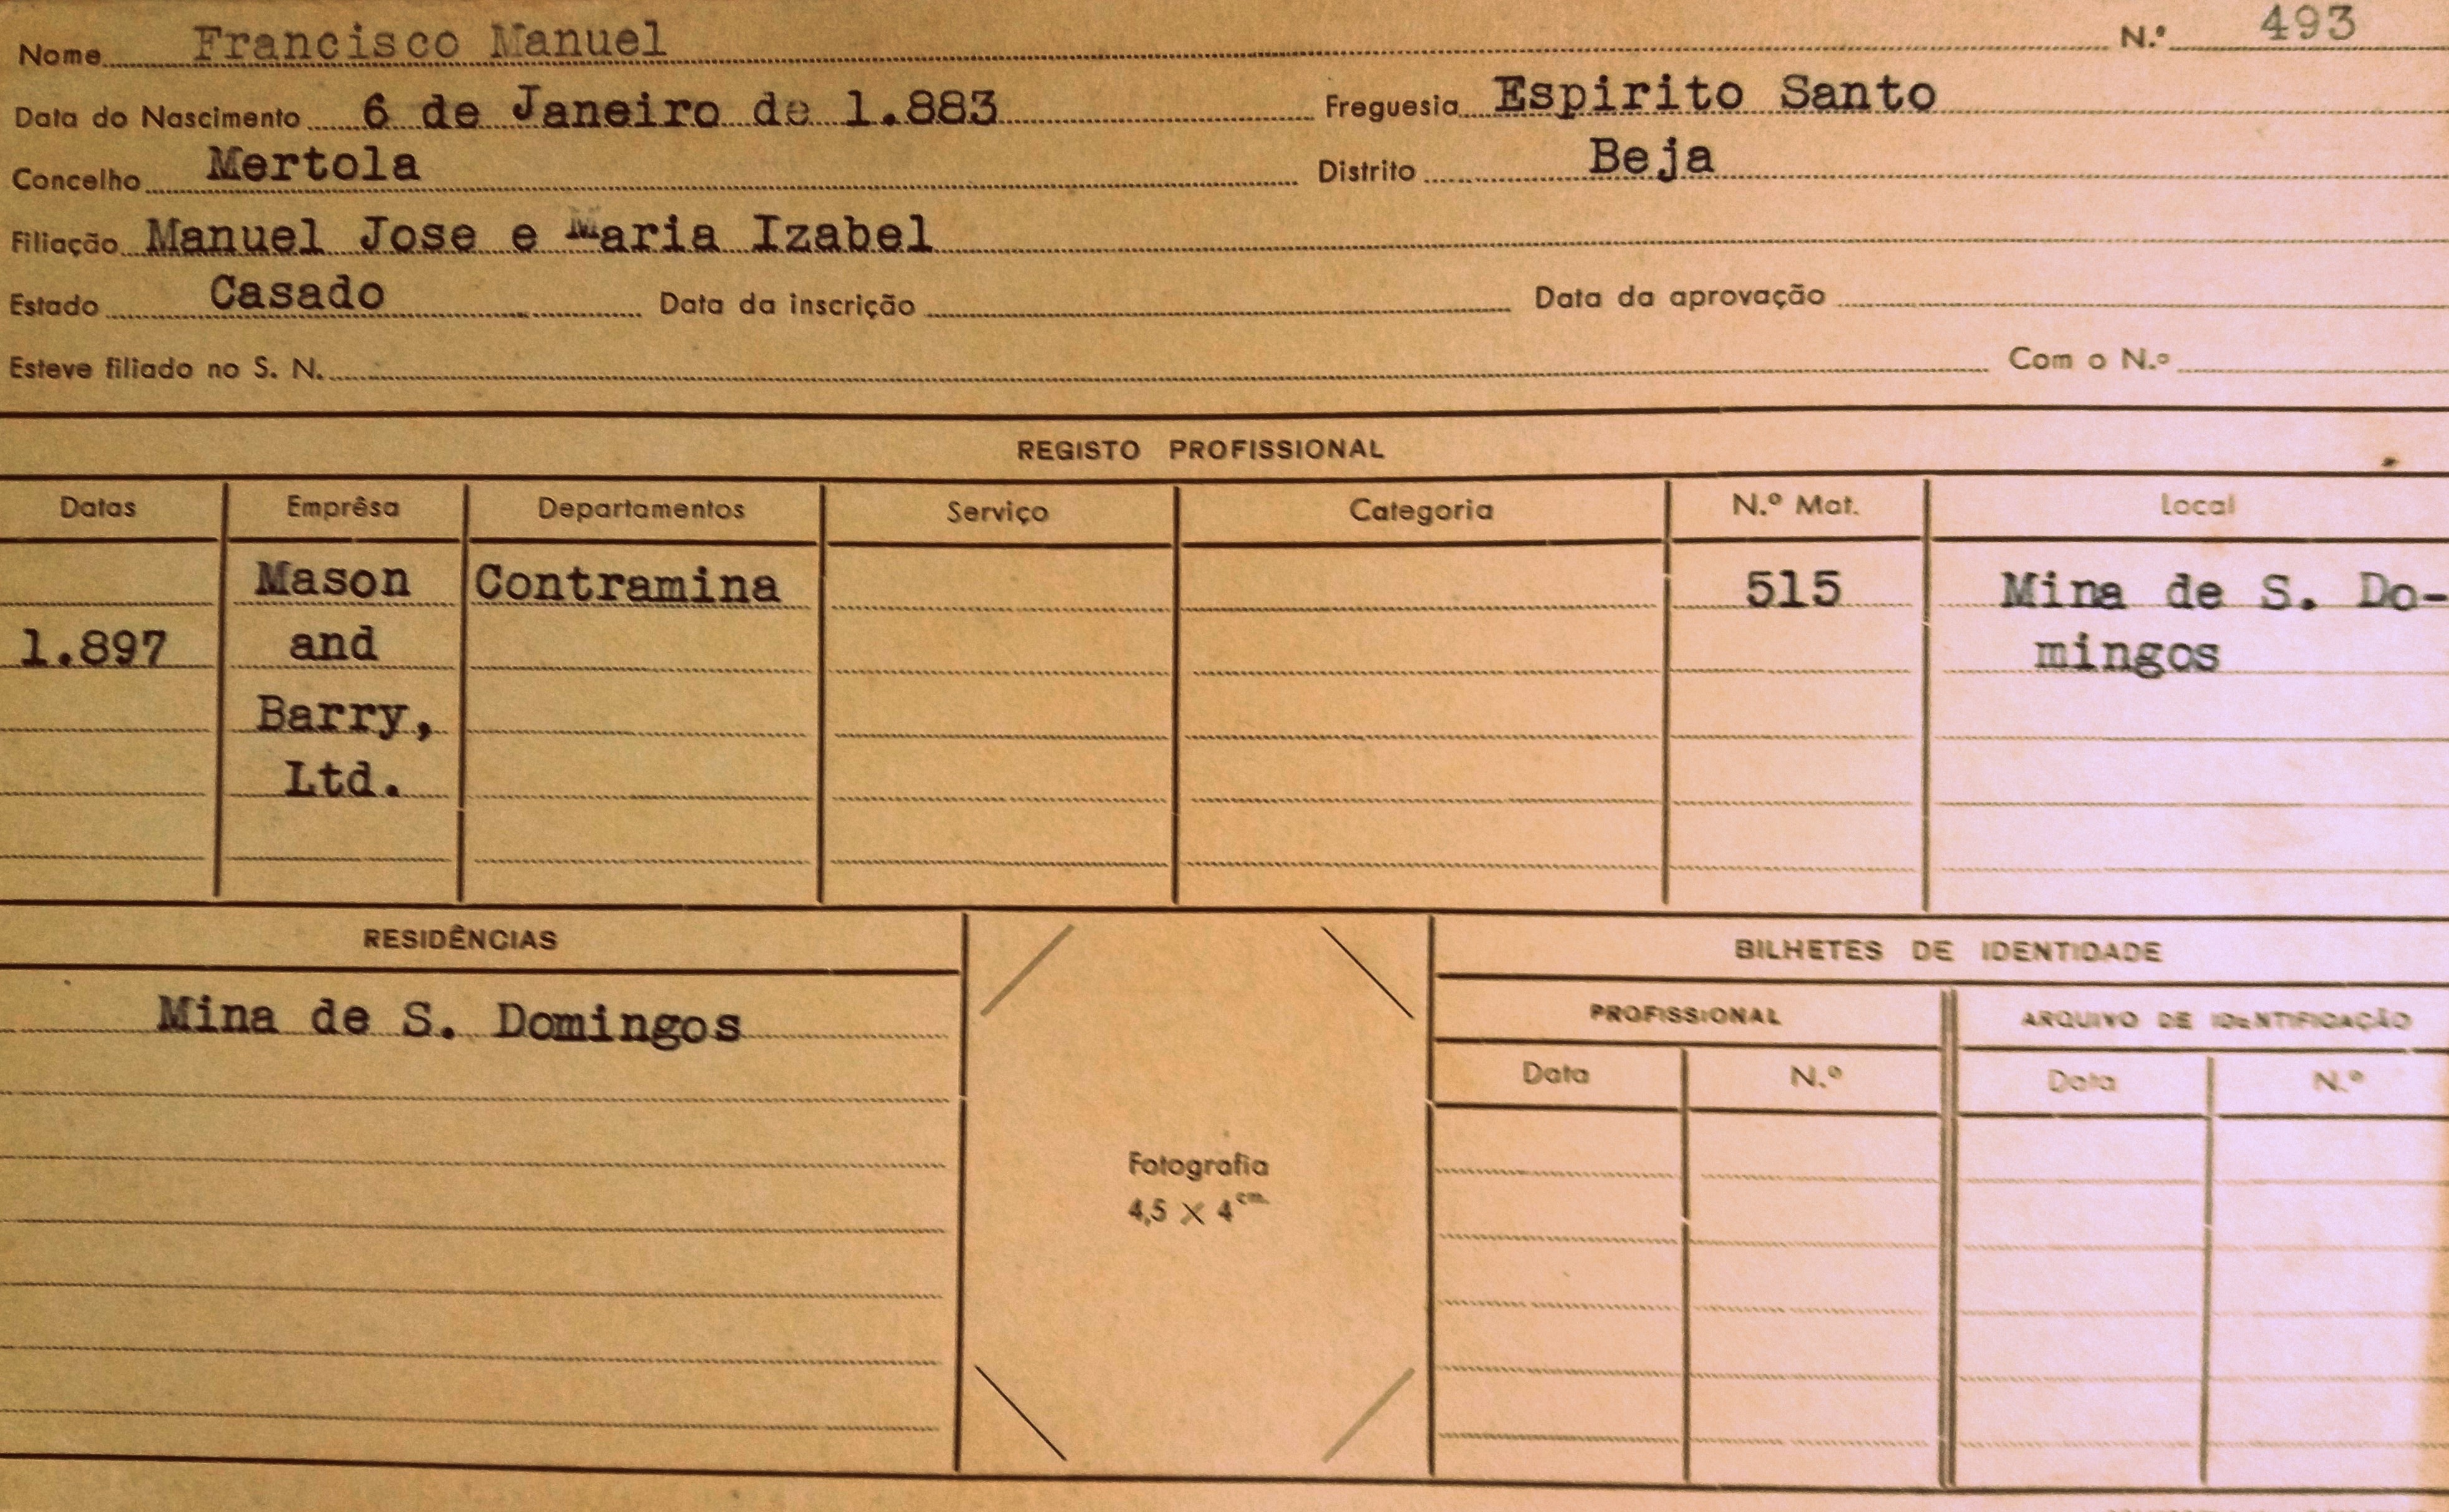 Nome Francisco Manuel N.º 493
Data do Nascimento 6 de Janeiro de 1.883 Freguesia Espirito Santo
Concelho Mertola Distrito Beja
Filiação Manuel Jose e Maria Izabel
Estado Casado Data da inscrição Data da aprovação
Esteve filiado no S. N. Com o N.º
REGISTO PROFISSIONAL
Datas Emprêsa Departamentos Serviço Categoria N.º Mat. Local
Mason Contramina 515 Mina de S. Do-
1.897 and mingos
Barry,
Ltd.
RESIDÊNCIAS BILHETES DE IDENTIDADE
Mina de S. Domingos PROFISSIONAL ARQUIVO DE IDENTIFICAÇÃO
Data N.º Data N.º
Fotografia
4,5 X 4 cm.